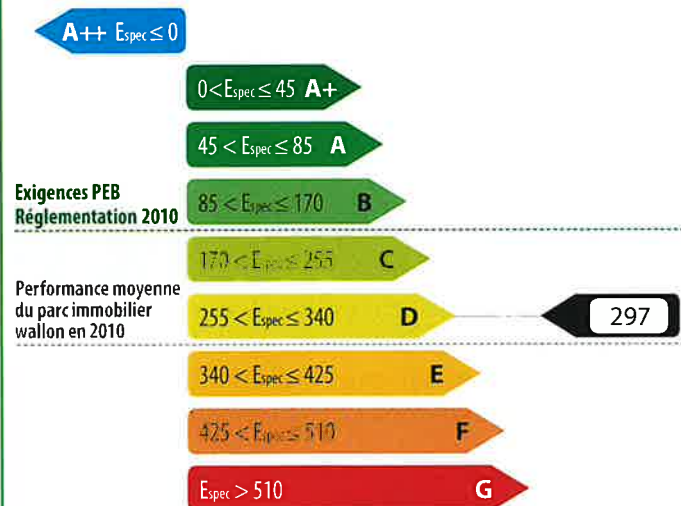 A++ Espec ≤ 0
0 < Espec ≤ 45 A+
45 < Espec ≤ 85 A
Exigences PEB
Réglementation 2010
85 < Espec ≤ 170 B
170 < Espec ≤ 255 C
Performance moyenne
du parc immobilier
wallon en 2010
255 < Espec ≤ 340 D
297
340 < Espec ≤ 425 E
425 < Espec ≤ 510 F
Espec > 510 G